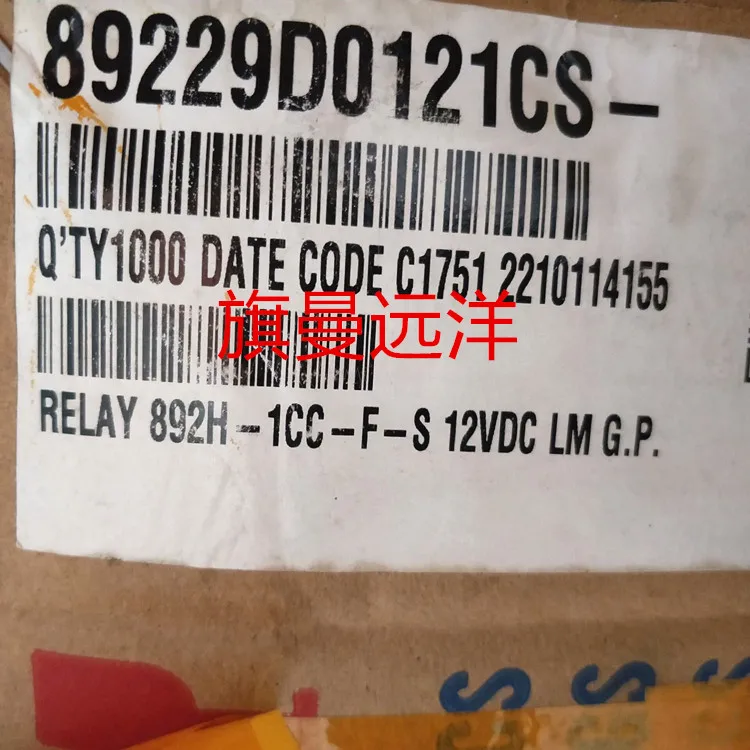 89229D0121CS-
Q'TY1000 DATE CODE C1751 2210114155
旗曼远洋
RELAY 892H-1CC-F-S 12VDC LM G.P.